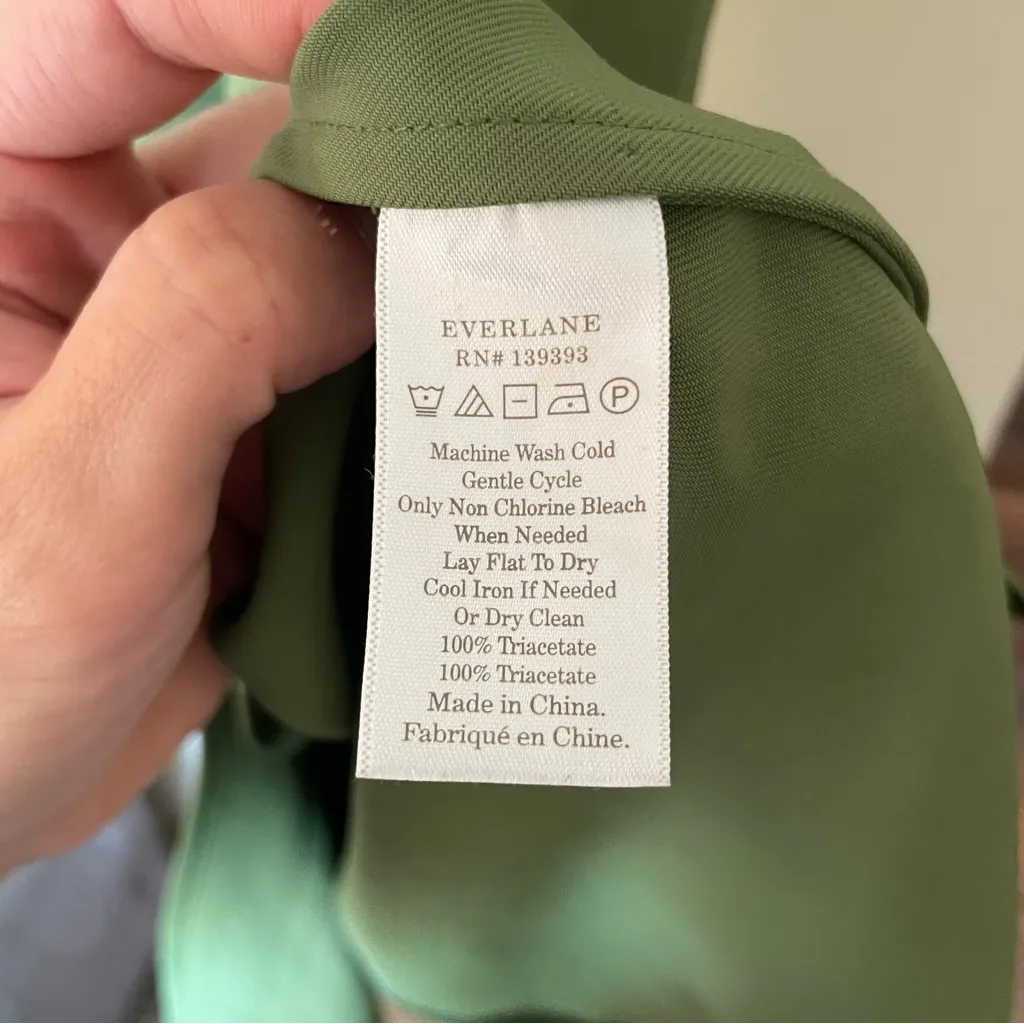 EVERLANE
RN# 139393
P
Machine Wash Cold
Gentle Cycle
Only Non Chlorine Bleach
When Needed
Lay Flat To Dry
Cool Iron If Needed
Or Dry Clean
100% Triacetate
100% Triacetate
Made in China.
Fabriqué en Chine.